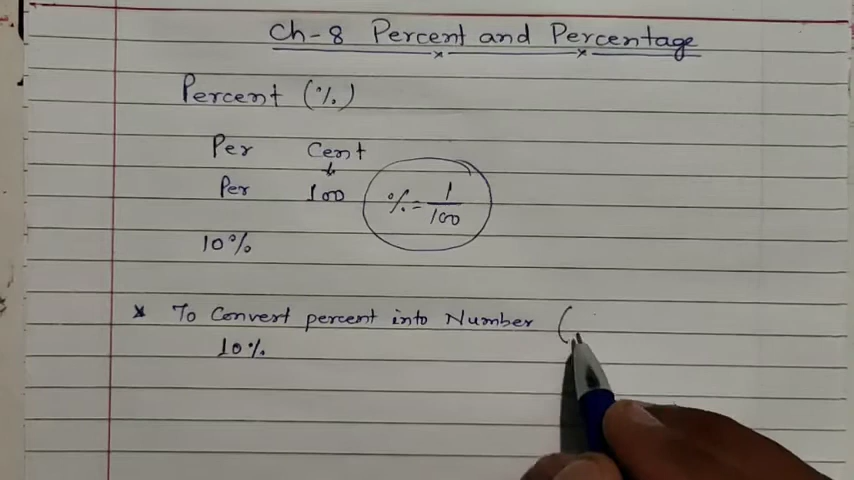 Ch-8 Percent and Percentage
Percent (%)
Per Cent
Per 100
% = 1/100
10%
* To Convert percent into Number (
10%